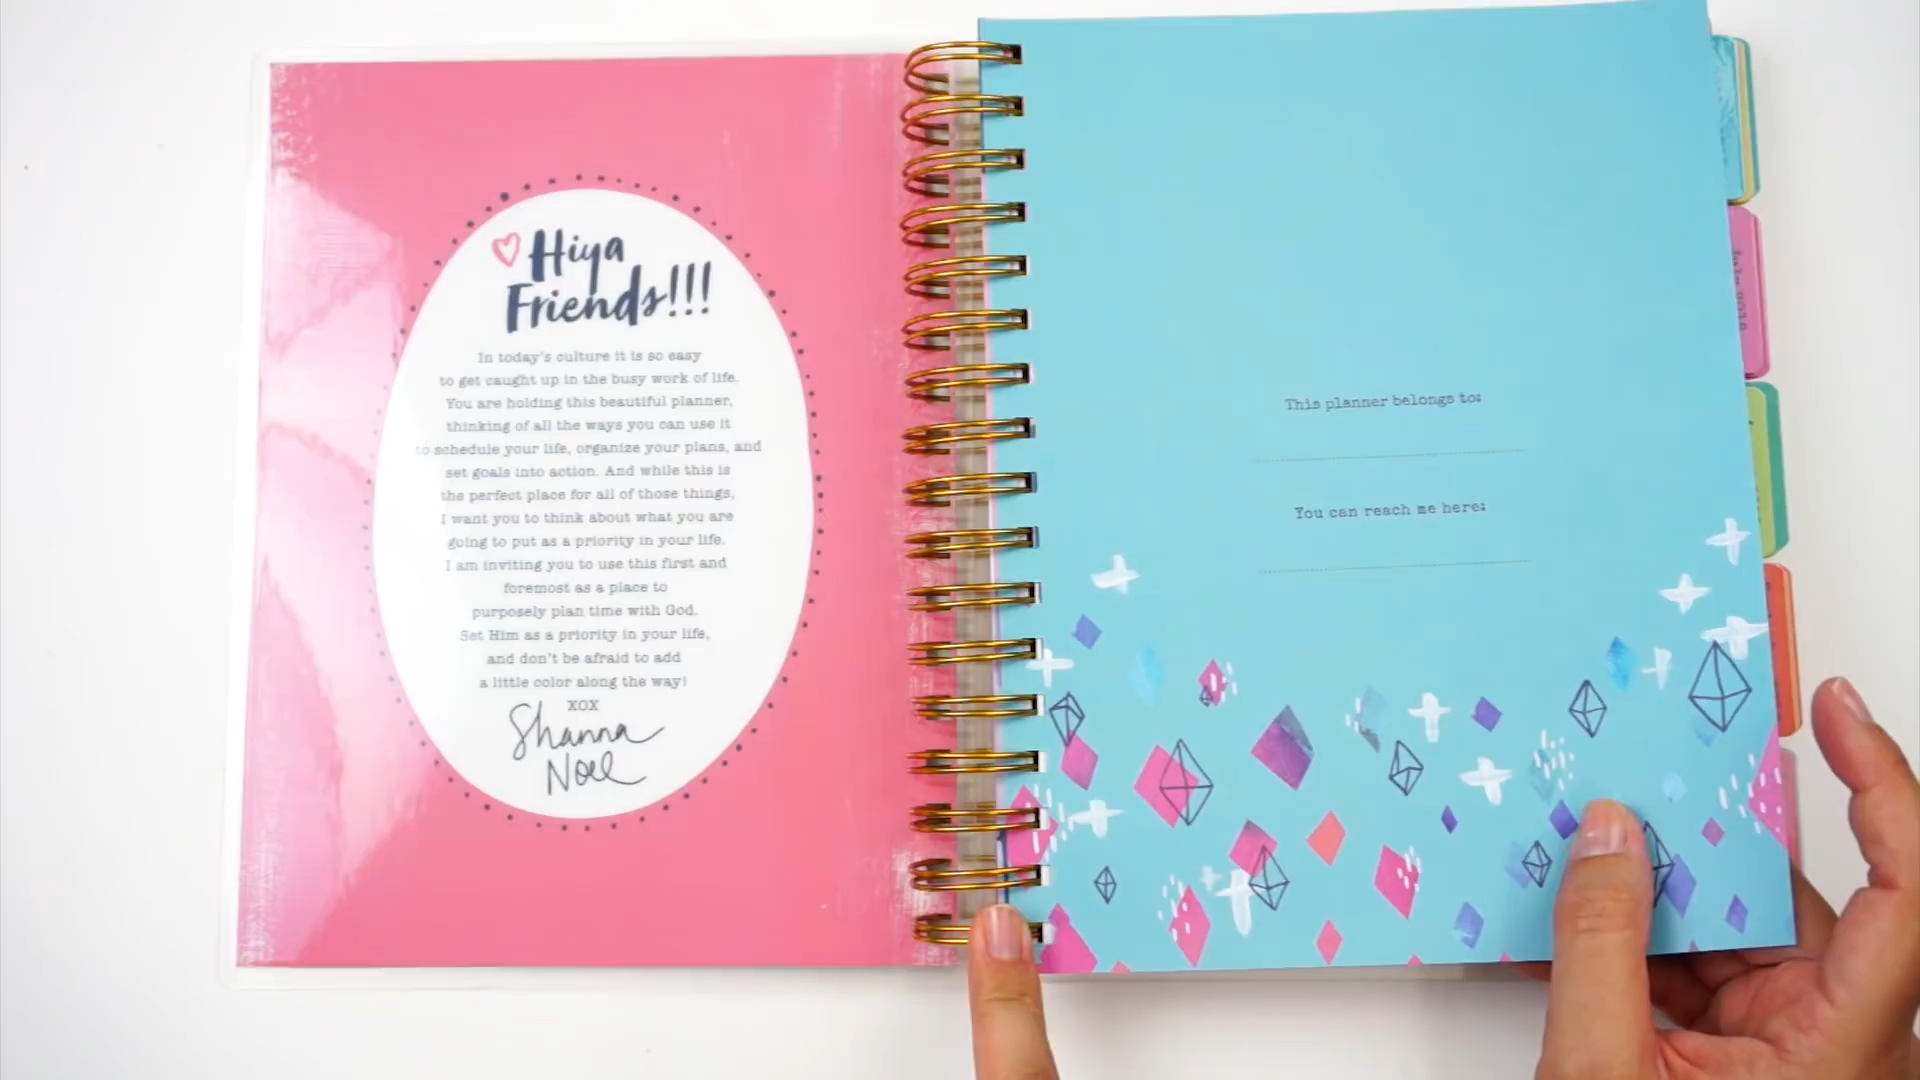 Hiya
Friends!!!
In today's culture it is so easy
to get caught up in the busy work of life.
You are holding this beautiful planner,
thinking of all the ways you can use it
to schedule your life, organize your plans, and
set goals into action. And while this is
the perfect place for all of those things,
I want you to think about what you are
going to put as a priority in your life.
I am inviting you to use this first and
foremost as a place to
purposely plan time with God.
Set Him as a priority in your life,
and don't be afraid to add
a little color along the way!
XOX
Shanna
Noel
This planner belongs to:
You can reach me here: